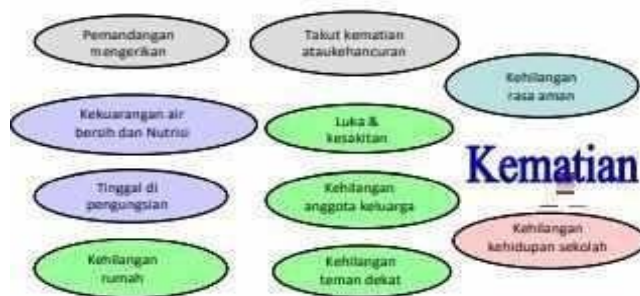 Pemandangan
mengerikan
Takut kematian
ataukehancuran
Kehilangan
rasa aman
Kekuarangan air
bersih dan Nutrisi
Luka &
kesakitan
Kematian
Tinggal di
pengungsian
Kehilangan
anggota keluarga
Kehilangan
kehidupan sekolah
Kehilangan
rumah
Kehilangan
teman dekat